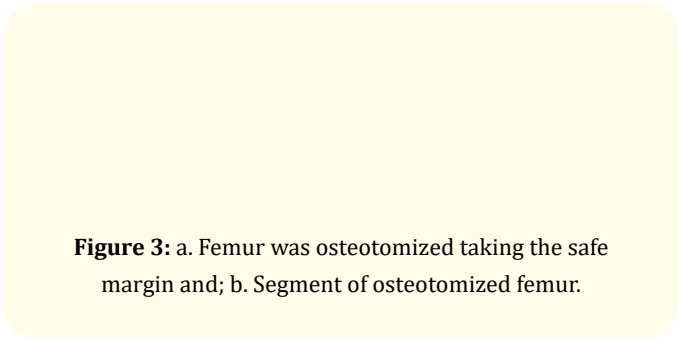 Figure 3: a. Femur was osteotomized taking the safe
margin and; b. Segment of osteotomized femur.